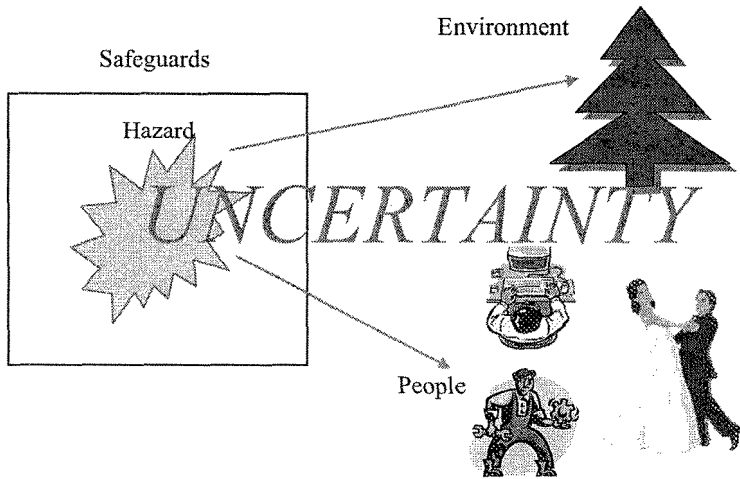 Environment
Safeguards
Hazard
UNCERTAINTY
People